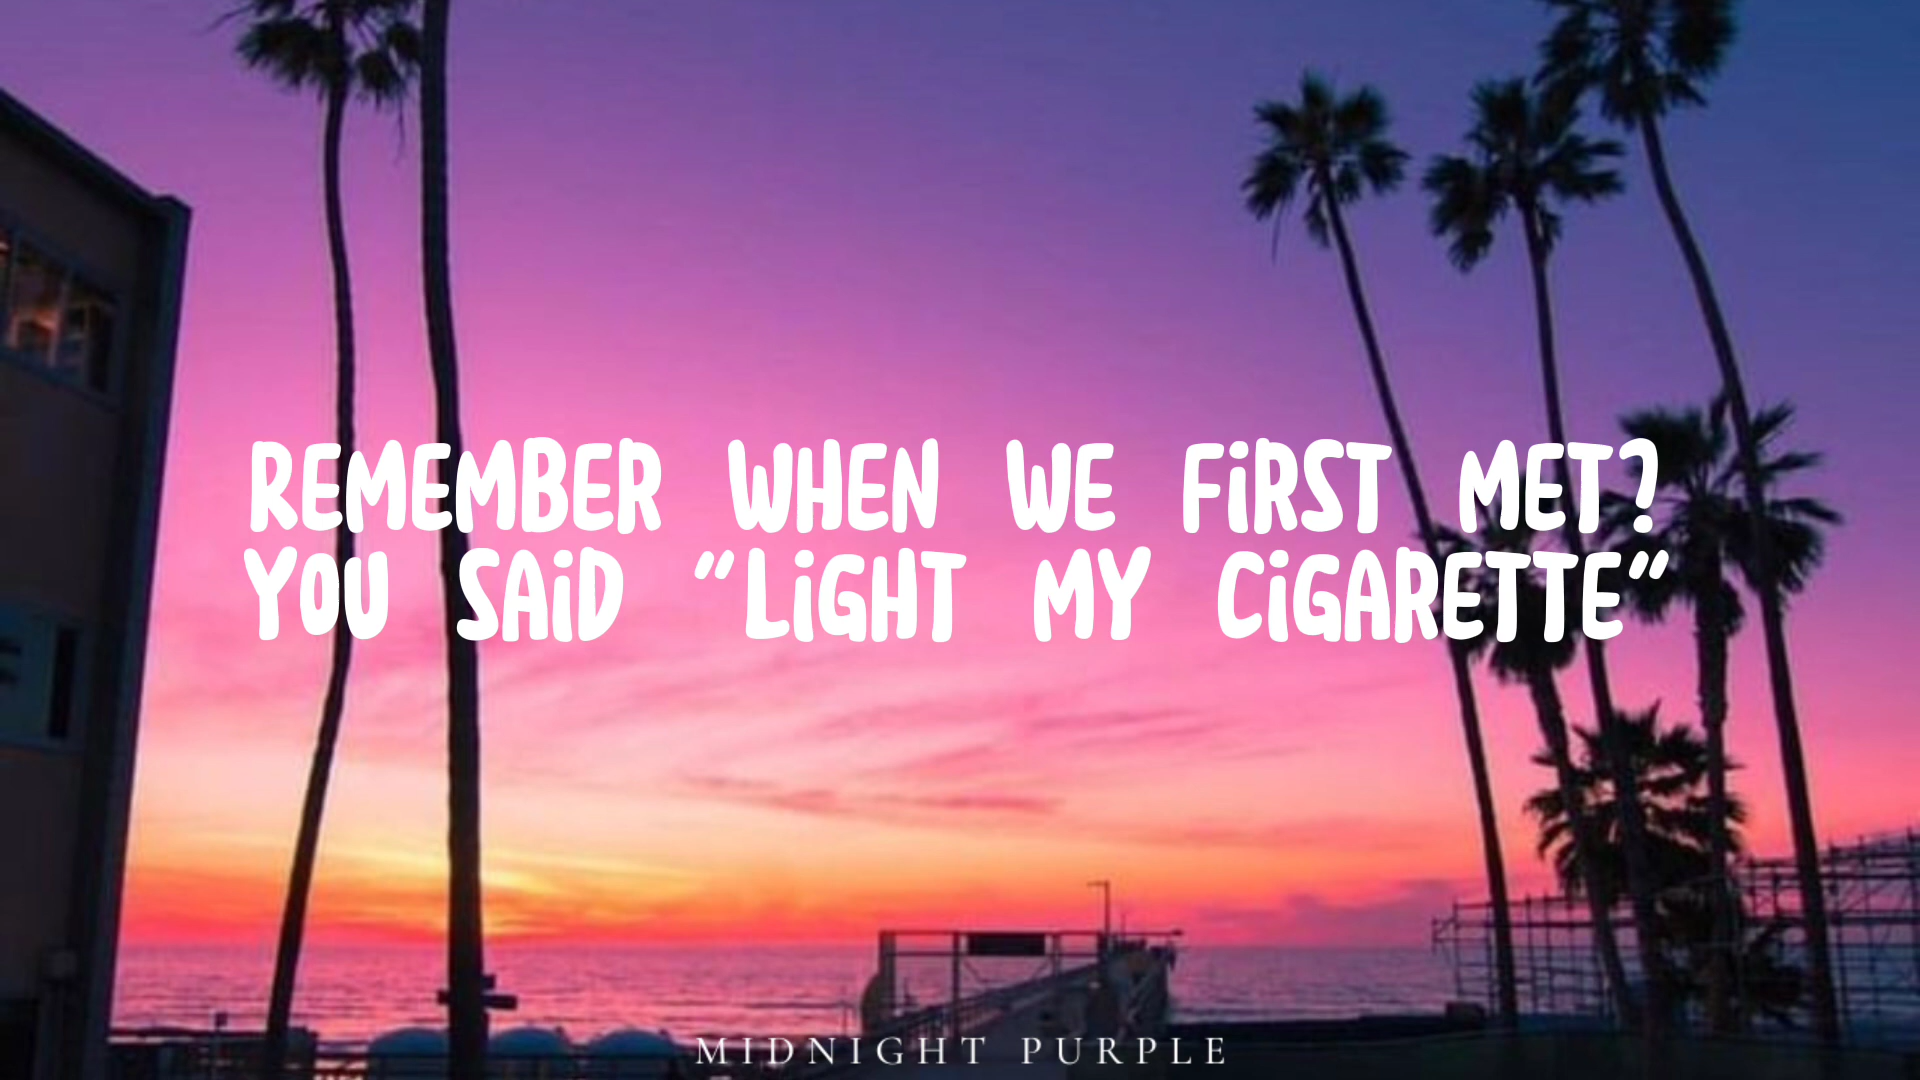 REMEMBER WHEN WE FiRST MET?
YOU SAiD "LiGHT MY CiGARETTE"
MIDNIGHT PURPLE